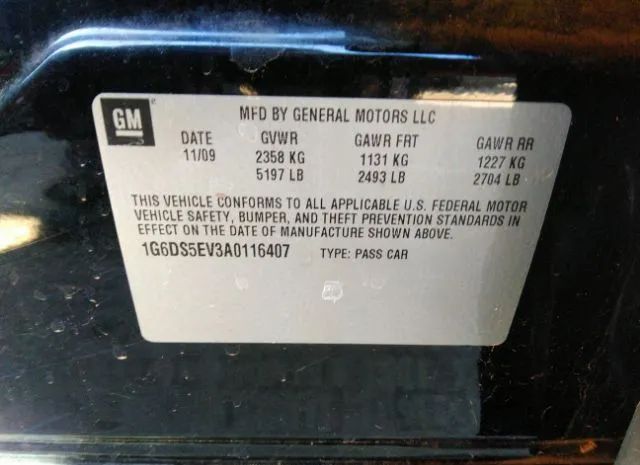 GM ®
MFD BY GENERAL MOTORS LLC
DATE GVWR GAWR FRT GAWR RR
11/09 2358 KG 1131 KG 1227 KG
5197 LB 2493 LB 2704 LB
THIS VEHICLE CONFORMS TO ALL APPLICABLE U.S. FEDERAL MOTOR
VEHICLE SAFETY, BUMPER, AND THEFT PREVENTION STANDARDS IN
EFFECT ON THE DATE OF MANUFACTURE SHOWN ABOVE.
1G6DS5EV3A0116407 TYPE: PASS CAR